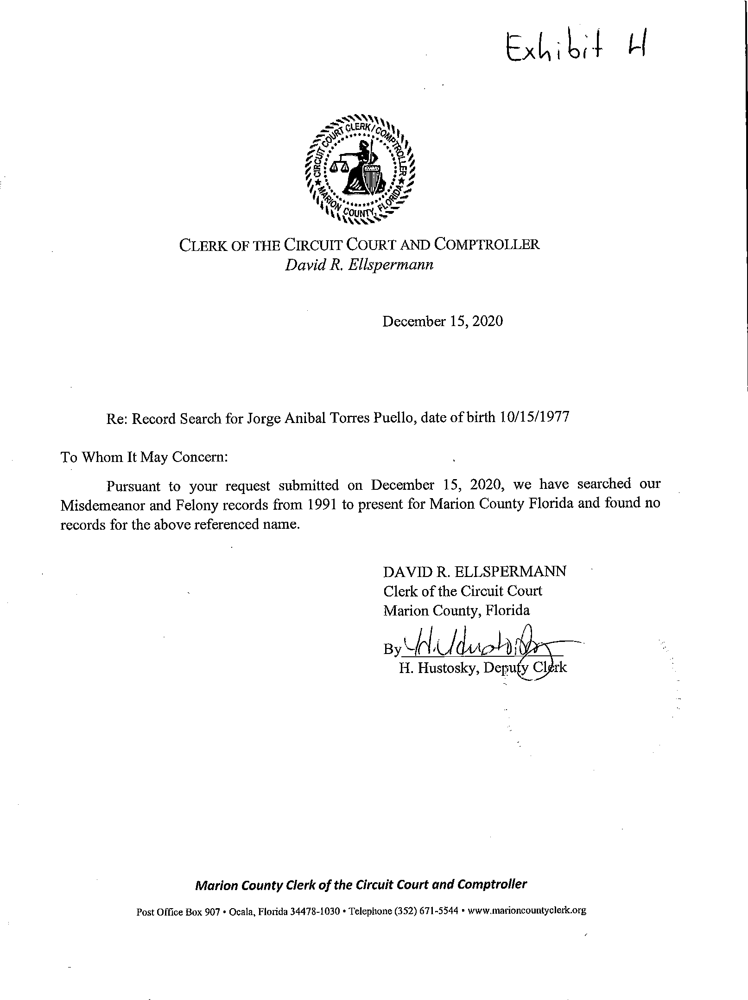 Exhibit H
CIRCUIT COURT CLERK/COMPTROLLER
★ MARION COUNTY, FLORIDA ★
CLERK OF THE CIRCUIT COURT AND COMPTROLLER
David R. Ellspermann
December 15, 2020
Re: Record Search for Jorge Anibal Torres Puello, date of birth 10/15/1977
To Whom It May Concern:
Pursuant to your request submitted on December 15, 2020, we have searched our
Misdemeanor and Felony records from 1991 to present for Marion County Florida and found no
records for the above referenced name.
DAVID R. ELLSPERMANN
Clerk of the Circuit Court
Marion County, Florida
By H. Hustosky
H. Hustosky, Deputy Clerk
Marion County Clerk of the Circuit Court and Comptroller
Post Office Box 907 • Ocala, Florida 34478-1030 • Telephone (352) 671-5544 • www.marioncountyclerk.org